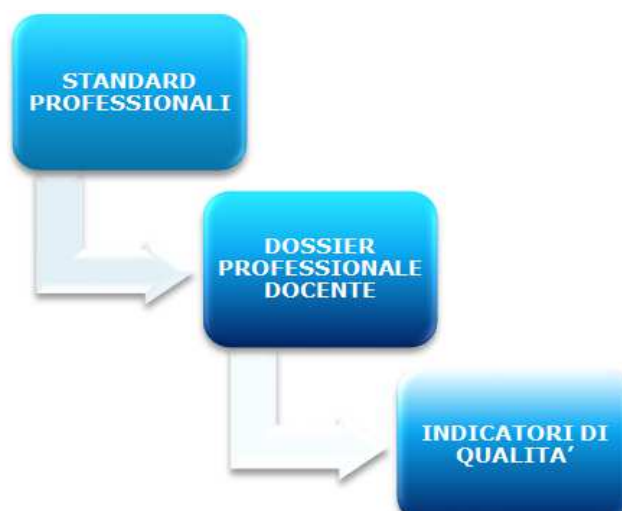 STANDARD
PROFESSIONALI
DOSSIER
PROFESSIONALE
DOCENTE
INDICATORI DI
QUALITA’